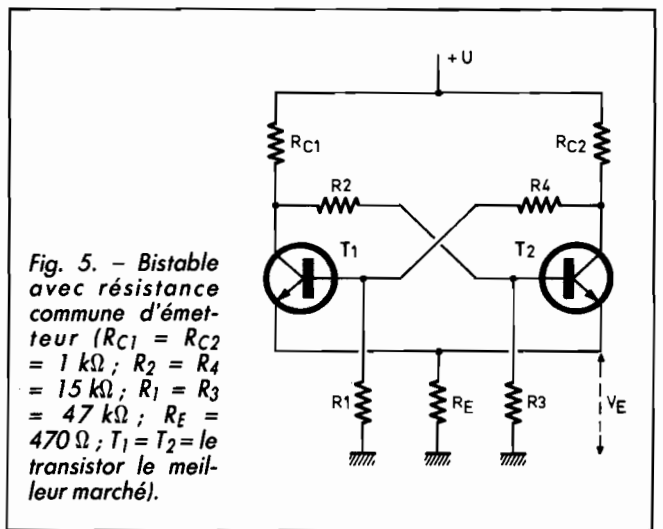 +U
RC1
RC2
R2
R4
T1
T2
R1
RE
R3
VE
Fig. 5. – Bistable
avec résistance
commune d'émet-
teur (RC1 = RC2
= 1 kΩ ; R2 = R4
= 15 kΩ ; R1 = R3
= 47 kΩ ; RE =
470 Ω ; T1 = T2 = le
transistor le meil-
leur marché).